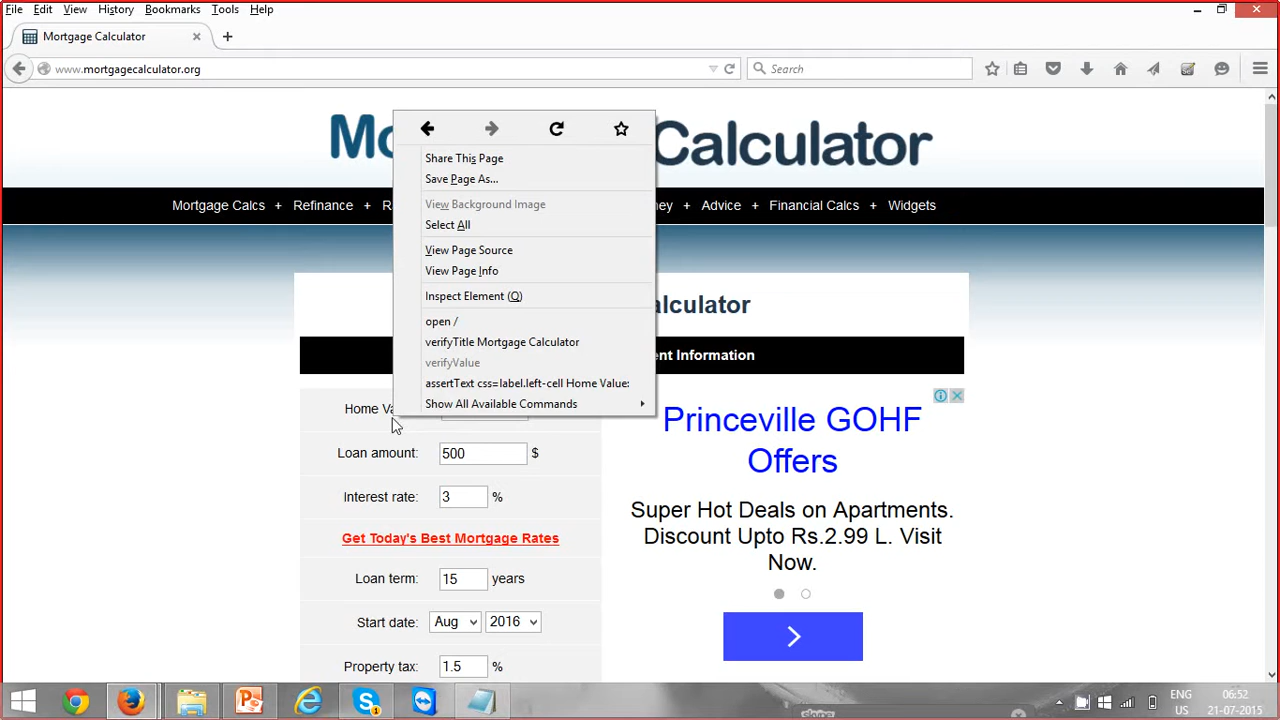 File Edit View History Bookmarks Tools Help
Mortgage Calculator
www.mortgagecalculator.org
Search
Calculator
Mortgage Calcs + Refinance + + Advice + Financial Calcs + Widgets
Share This Page
Save Page As...
View Background Image
Select All
View Page Source
View Page Info
Inspect Element (Q)
open /
verifyTitle Mortgage Calculator
verifyValue
assertText css=label.left-cell Home Value:
Show All Available Commands
alculator
ent Information
Home Va
Loan amount: 500 $
Interest rate: 3 %
Get Today's Best Mortgage Rates
Loan term: 15 years
Start date: Aug 2016
Property tax: 1.5 %
Princeville GOHF
Offers
Super Hot Deals on Apartments.
Discount Upto Rs.2.99 L. Visit
Now.
ENG
US
06:52
21-07-2015